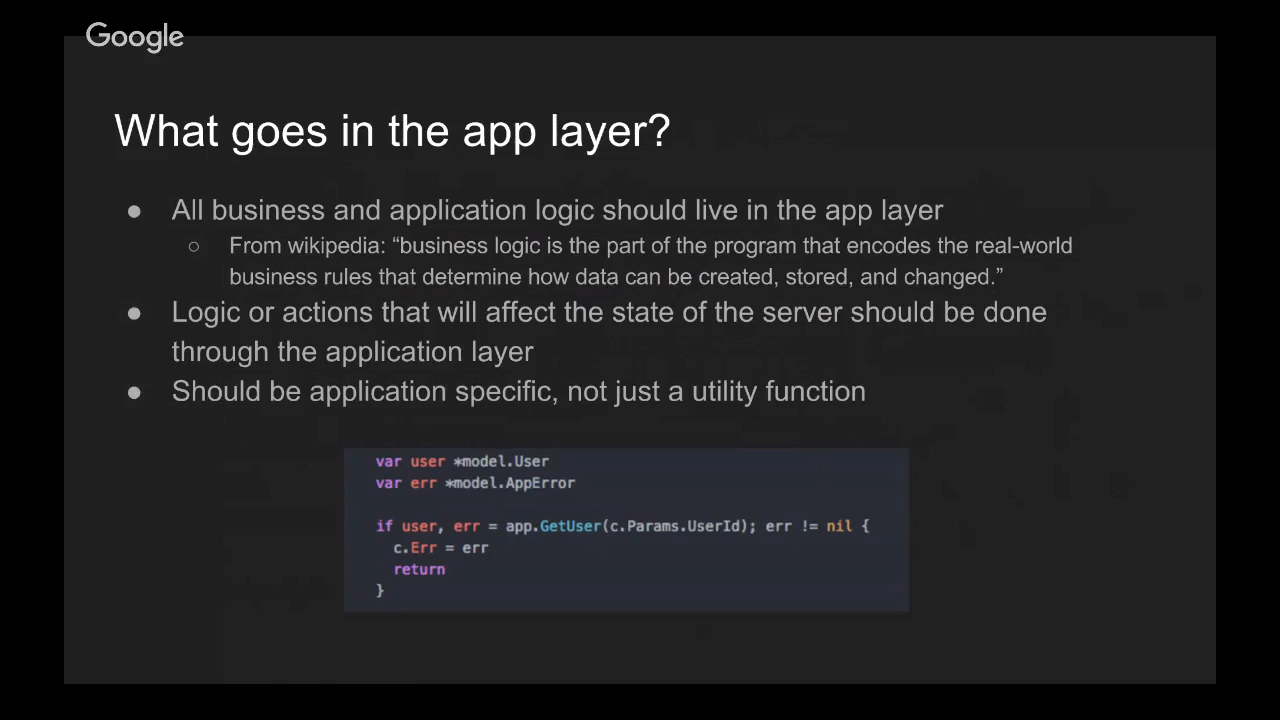 Google
What goes in the app layer?
● All business and application logic should live in the app layer
○ From wikipedia: “business logic is the part of the program that encodes the real-world
business rules that determine how data can be created, stored, and changed.”
● Logic or actions that will affect the state of the server should be done
through the application layer
● Should be application specific, not just a utility function
var user *model.User
var err *model.AppError
if user, err = app.GetUser(c.Params.UserId); err != nil {
c.Err = err
return
}